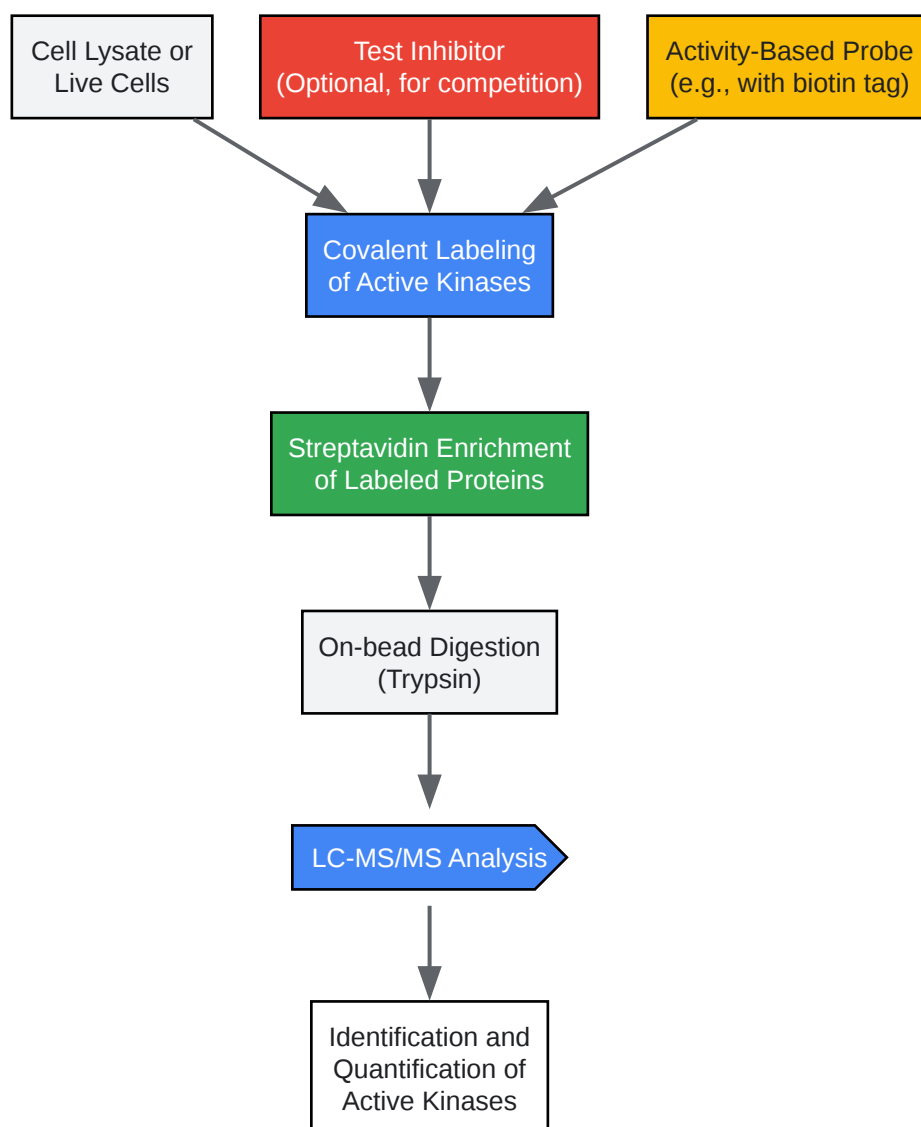 Cell Lysate or
Live Cells
Test Inhibitor
(Optional, for competition)
Activity-Based Probe
(e.g., with biotin tag)
Covalent Labeling
of Active Kinases
Streptavidin Enrichment
of Labeled Proteins
On-bead Digestion
(Trypsin)
LC-MS/MS Analysis
Identification and
Quantification of
Active Kinases